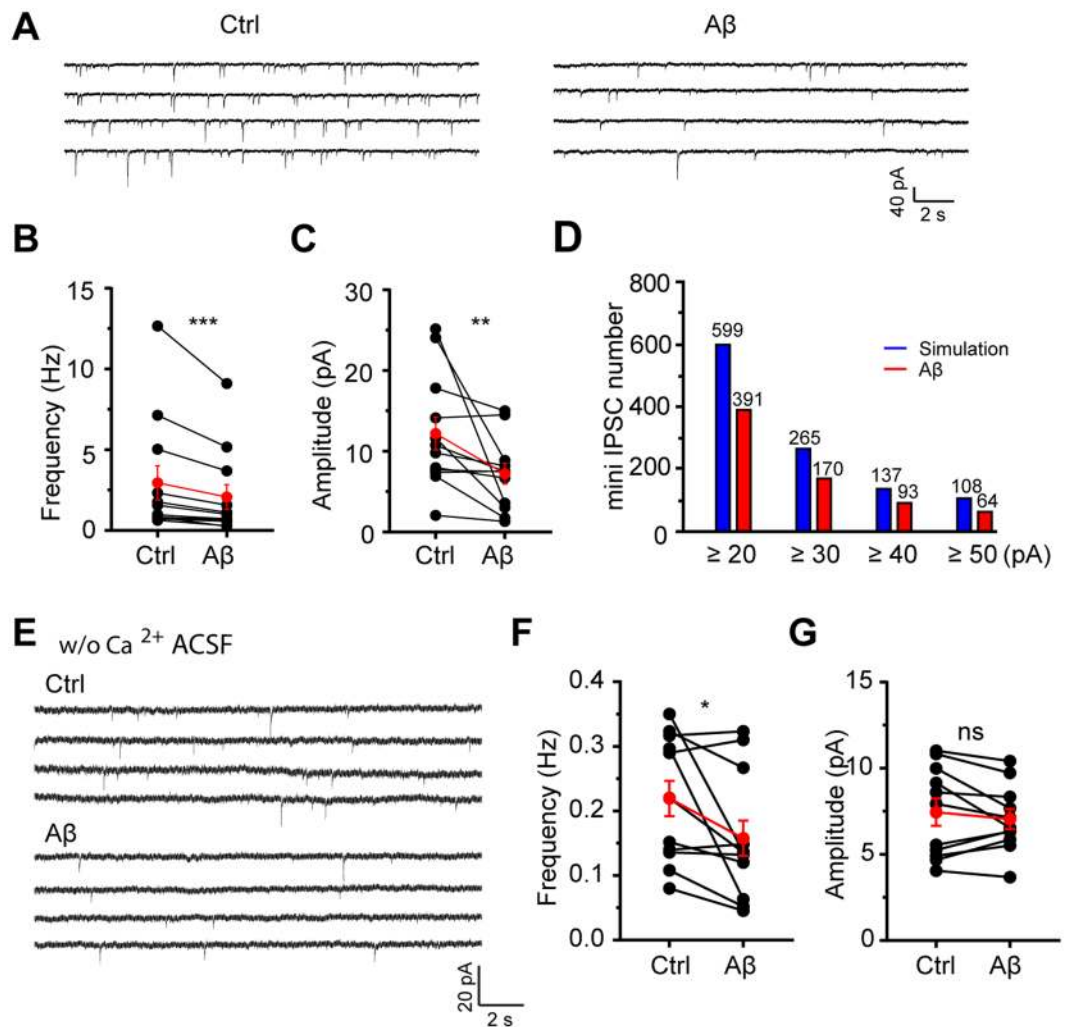 A
Ctrl
Aβ
40 pA
2 s
B
Frequency (Hz)
15
10
5
0
***
Ctrl
Aβ
C
Amplitude (pA)
30
20
10
0
**
Ctrl
Aβ
D
mini IPSC number
800
600
400
200
0
599
391
265
170
137
93
108
64
Simulation
Aβ
≥ 20
≥ 30
≥ 40
≥ 50 (pA)
E
w/o Ca 2+ ACSF
Ctrl
Aβ
20 pA
2 s
F
Frequency (Hz)
0.4
0.3
0.2
0.1
0.0
*
Ctrl
Aβ
G
Amplitude (pA)
15
10
5
0
ns
Ctrl
Aβ